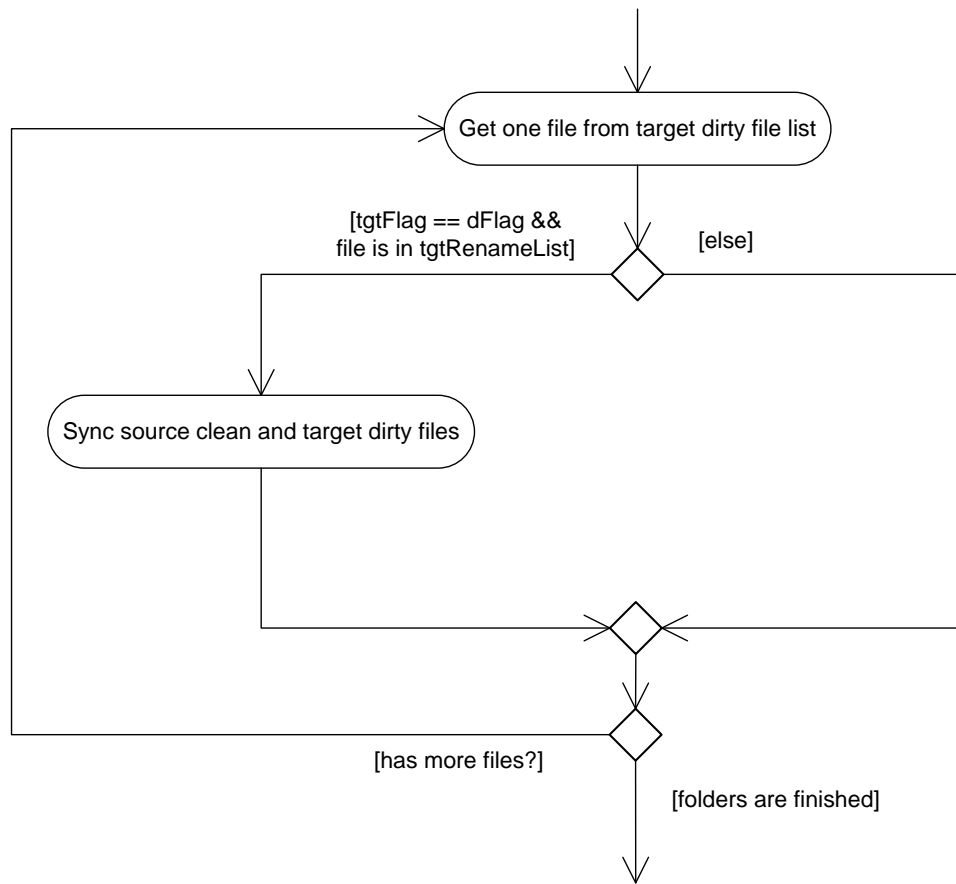 Get one file from target dirty file list
[tgtFlag == dFlag &&
file is in tgtRenameList]
[else]
Sync source clean and target dirty files
[has more files?]
[folders are finished]